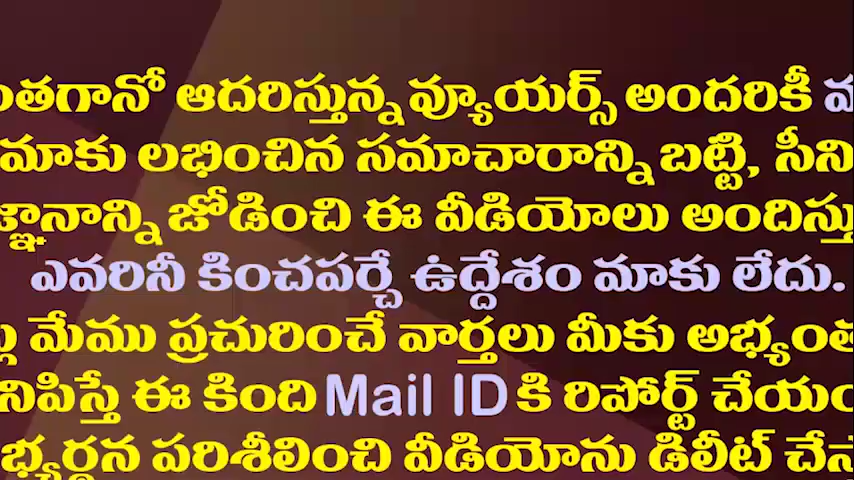 ంతగానో ఆదరిస్తున్న వ్యూయర్స్ అందరికీ
మాకు లభించిన సమాచారాన్ని బట్టి, సీని
జ్ఞానాన్ని జోడించి ఈ వీడియోలు అందిస్తు
ఎవరినీ కించపర్చే ఉద్దేశం మాకు లేదు.
మేము ప్రచురించే వార్తలు మీకు అభ్యంత
నిపిస్తే ఈ కింది Mail ID కి రిపోర్ట్ చేయం
భ్యర్థన పరిశీలించి వీడియోను డిలీట్ చేస